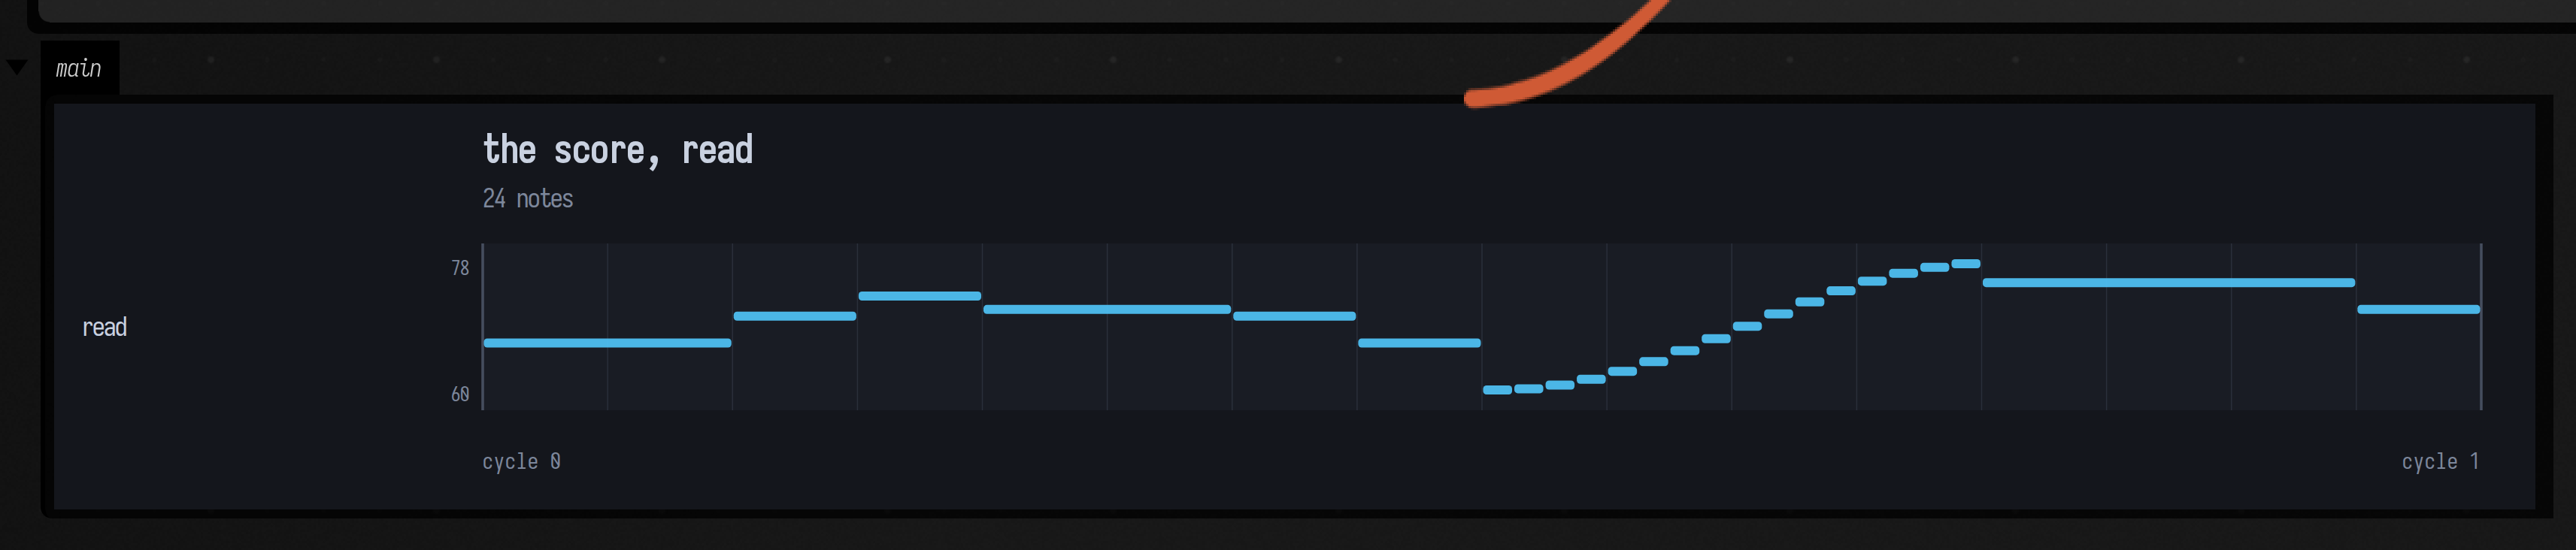 main
the score, read
24 notes
78
read
60
cycle 0
cycle 1